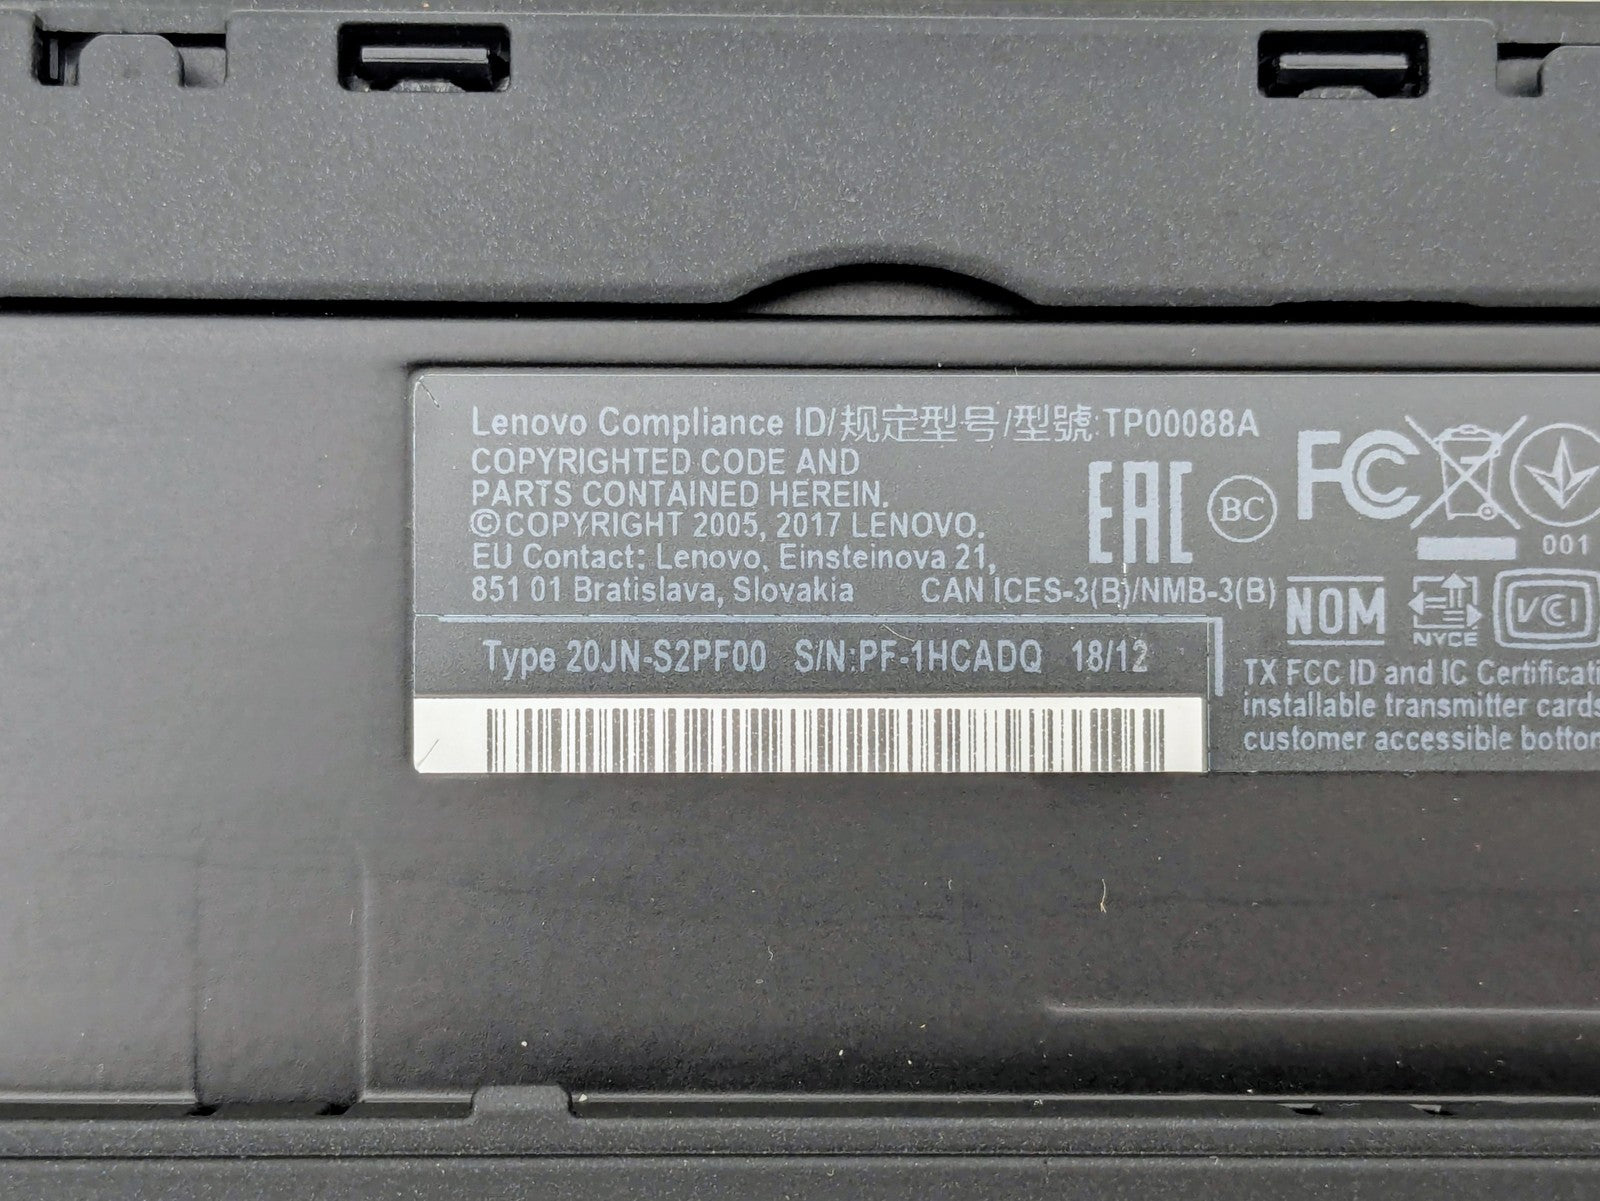 Lenovo Compliance ID/规定型号/型號:TP00088A
COPYRIGHTED CODE AND
PARTS CONTAINED HEREIN.
©COPYRIGHT 2005, 2017 LENOVO.
EU Contact: Lenovo, Einsteinova 21,
851 01 Bratislava, Slovakia CAN ICES-3(B)/NMB-3(B)
EAC BC FC
001
NOM NYCE VCCI
Type 20JN-S2PF00 S/N:PF-1HCADQ 18/12
TX FCC ID and IC Certificati
installable transmitter cards
customer accessible bottom